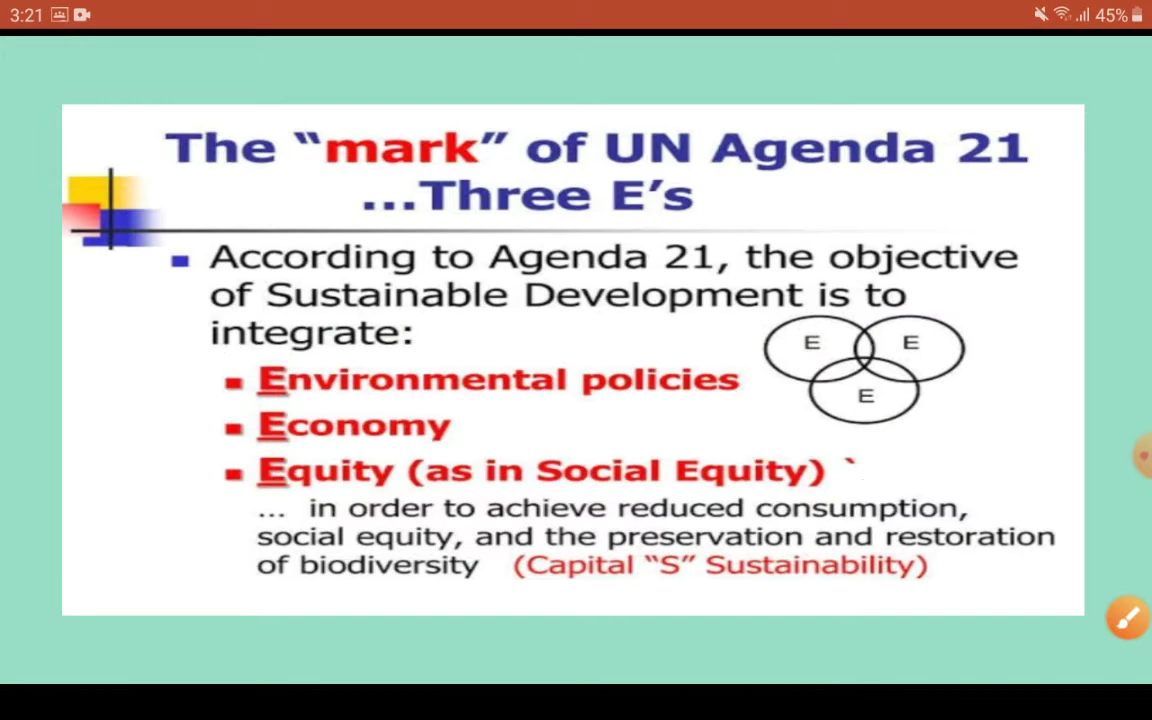 3:21 45%
The “mark” of UN Agenda 21
...Three E’s
According to Agenda 21, the objective
of Sustainable Development is to
integrate:
E E
Environmental policies
E
Economy
Equity (as in Social Equity) `
... in order to achieve reduced consumption,
social equity, and the preservation and restoration
of biodiversity (Capital “S” Sustainability)